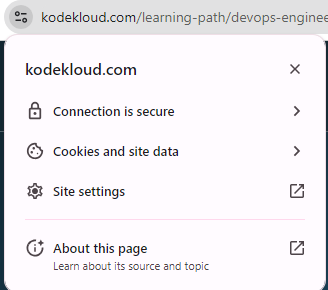 kodekloud.com/learning-path/devops-enginee
kodekloud.com
Connection is secure
Cookies and site data
Site settings
About this page
Learn about its source and topic